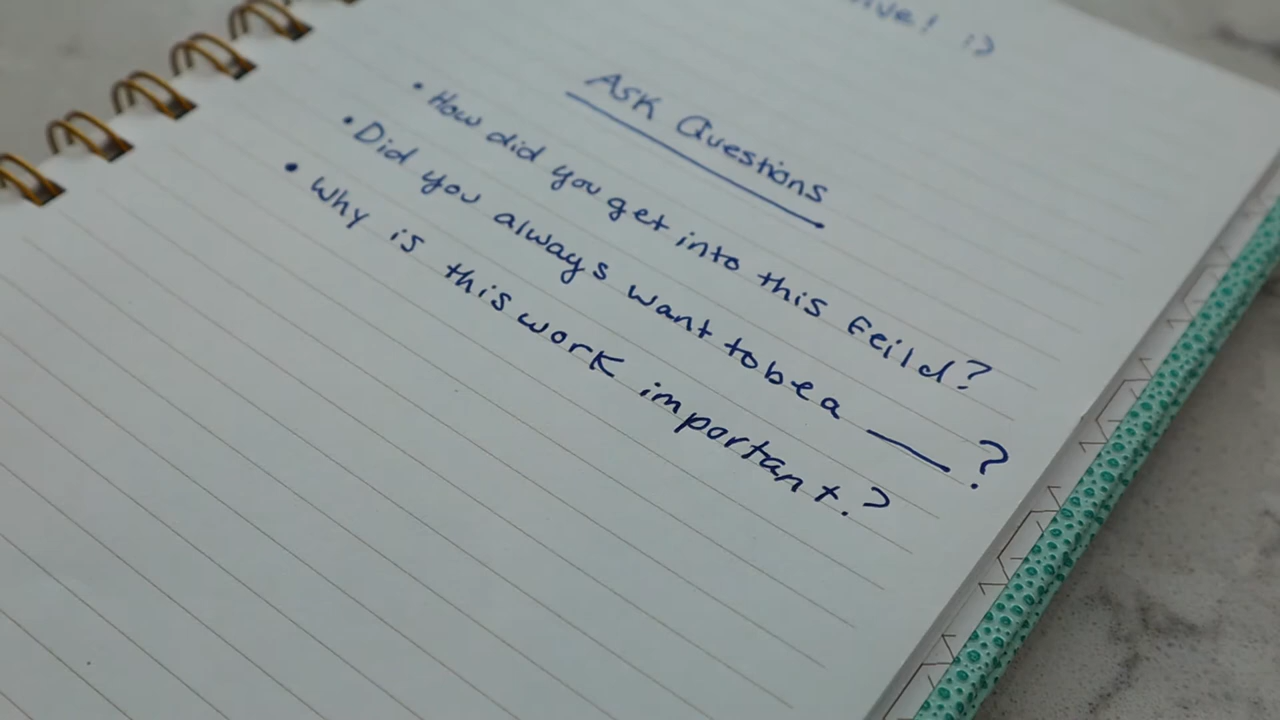 ! :)
Ask Questions
• How did you get into this feild?
• Did you always want to be a ___?
• Why is this work important?